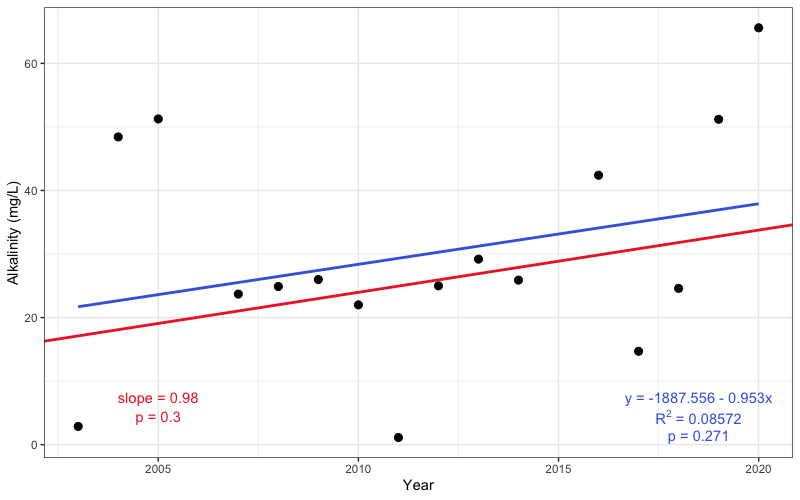 60
40
20
0
Alkalinity (mg/L)
slope = 0.98
p = 0.3
y = -1887.556 - 0.953x
R² = 0.08572
p = 0.271
2005 2010 2015 2020
Year